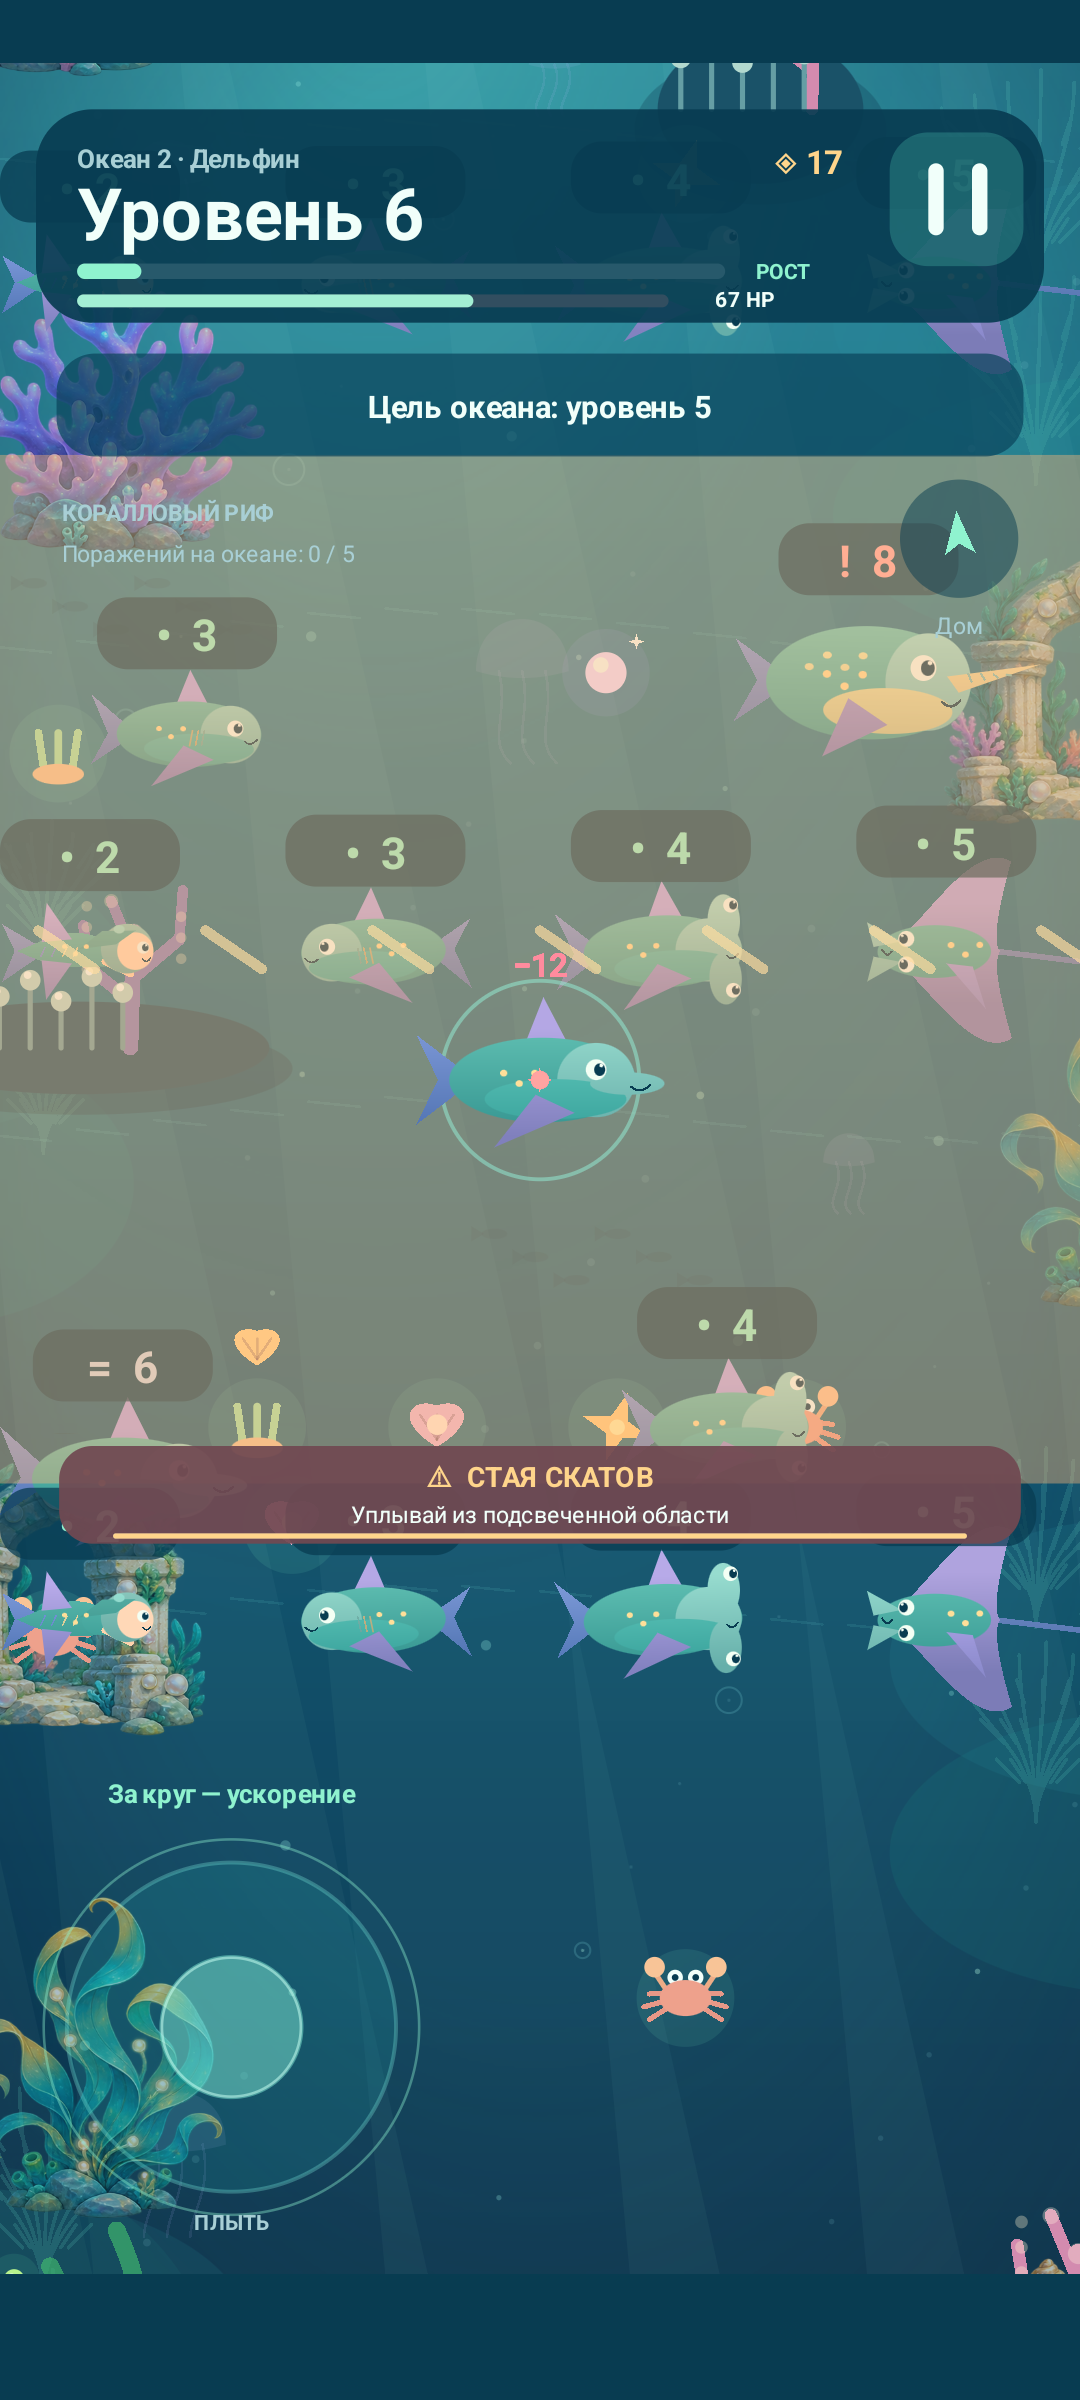 Океан 2 · Дельфин
17
Уровень 6
РОСТ
67 HP
Цель океана: уровень 5
КОРАЛЛОВЫЙ РИФ
Поражений на океане: 0 / 5
! 8
Дом
• 3
• 2
• 3
• 4
• 5
−12
• 4
= 6
⚠ СТАЯ СКАТОВ
Уплывай из подсвеченной области
За круг — ускорение
ПЛЫТЬ